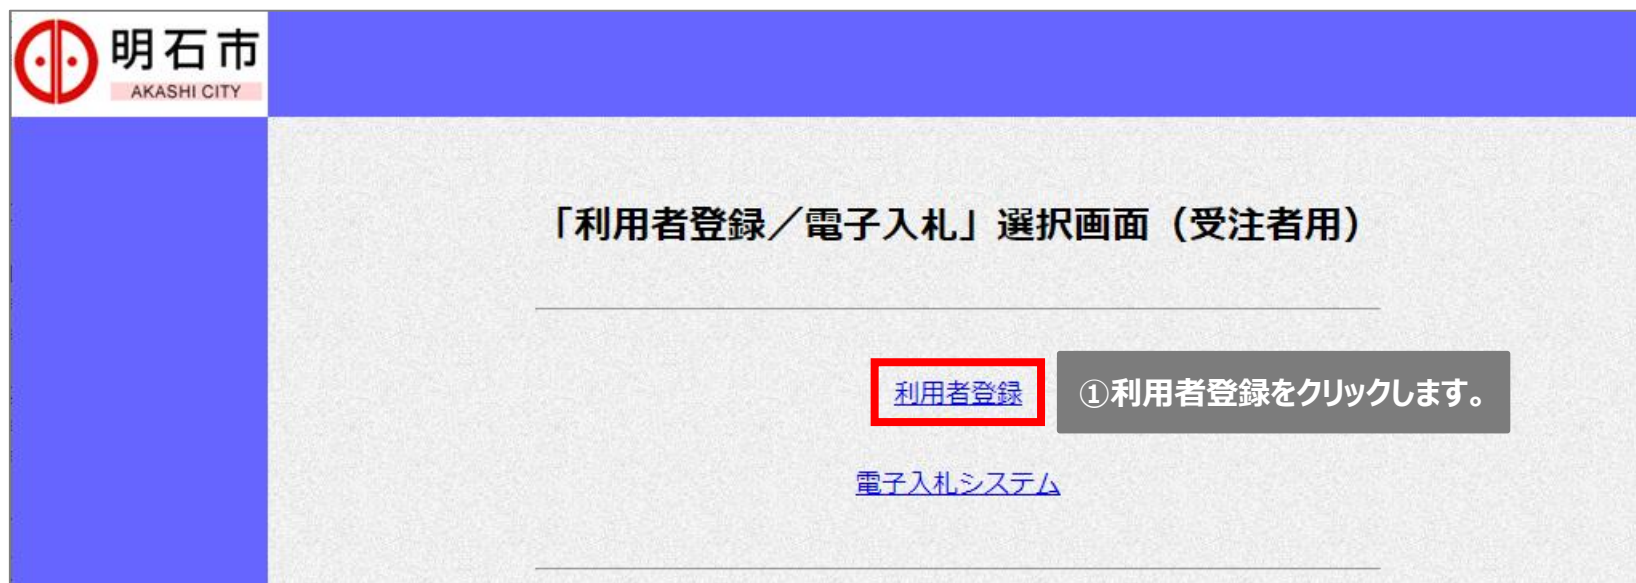 明石市
AKASHI CITY
「利用者登録／電子入札」選択画面（受注者用）
利用者登録
①利用者登録をクリックします。
電子入札システム